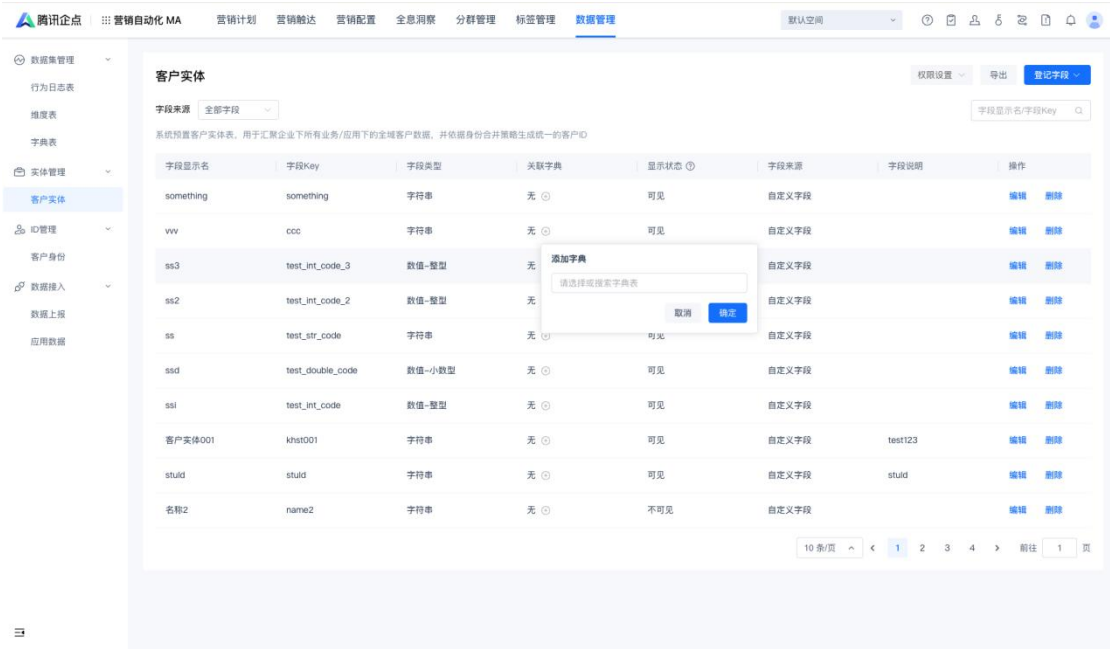 腾讯企点 营销自动化 MA 营销计划 营销触达 营销配置 全息洞察 分群管理 标签管理 数据管理 默认空间
数据集管理
行为日志表
维度表
字典表
实体管理
客户实体
ID管理
客户身份
数据接入
数据上报
应用数据
客户实体 权限设置 导出 登记字段
字段来源 全部字段 字段显示名/字段Key
系统预置客户实体表，用于汇聚企业下所有业务/应用下的全域客户数据，并依据身份合并策略生成统一的客户ID
字段显示名 字段Key 字段类型 关联字典 显示状态 字段来源 字段说明 操作
something something 字符串 无 可见 自定义字段 编辑 删除
vvv ccc 字符串 无 可见 自定义字段 编辑 删除
ss3 test_int_code_3 数值-整型 无 自定义字段 编辑 删除
ss2 test_int_code_2 数值-整型 无 自定义字段 编辑 删除
ss test_str_code 字符串 无 可见 自定义字段 编辑 删除
ssd test_double_code 数值-小数型 无 可见 自定义字段 编辑 删除
ssi test_int_code 数值-整型 无 可见 自定义字段 编辑 删除
客户实体001 khst001 字符串 无 可见 自定义字段 test123 编辑 删除
stuId stuId 字符串 无 可见 自定义字段 stuId 编辑 删除
名称2 name2 字符串 无 不可见 自定义字段 编辑 删除
添加字典
请选择或搜索字典表
取消 确定
10 条/页 1 2 3 4 前往 1 页